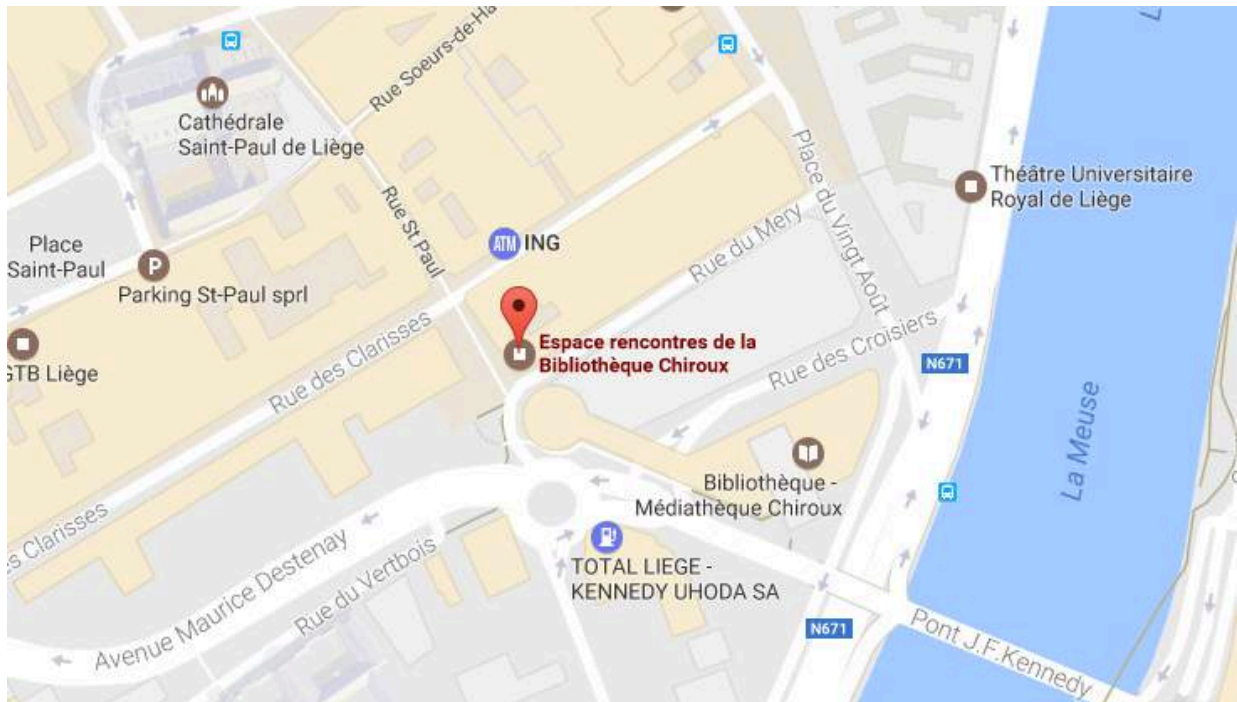 L
Rue Soeurs-de-Ha
Cathédrale
Saint-Paul de Liège
Place du Vingt Août
Théâtre Universitaire
Royal de Liège
Rue St Paul
Place
Saint-Paul
ATM ING
Rue du Mery
P
Parking St-Paul sprl
Espace rencontres de la
Bibliothèque Chiroux
GTB Liège
Rue des Clarisses
Rue des Croisiers
N671
La Meuse
Bibliothèque -
Médiathèque Chiroux
es Clarisses
TOTAL LIEGE -
KENNEDY UHODA SA
Avenue Maurice Destenay
Rue du Vertbois
N671
Pont J.F.Kennedy